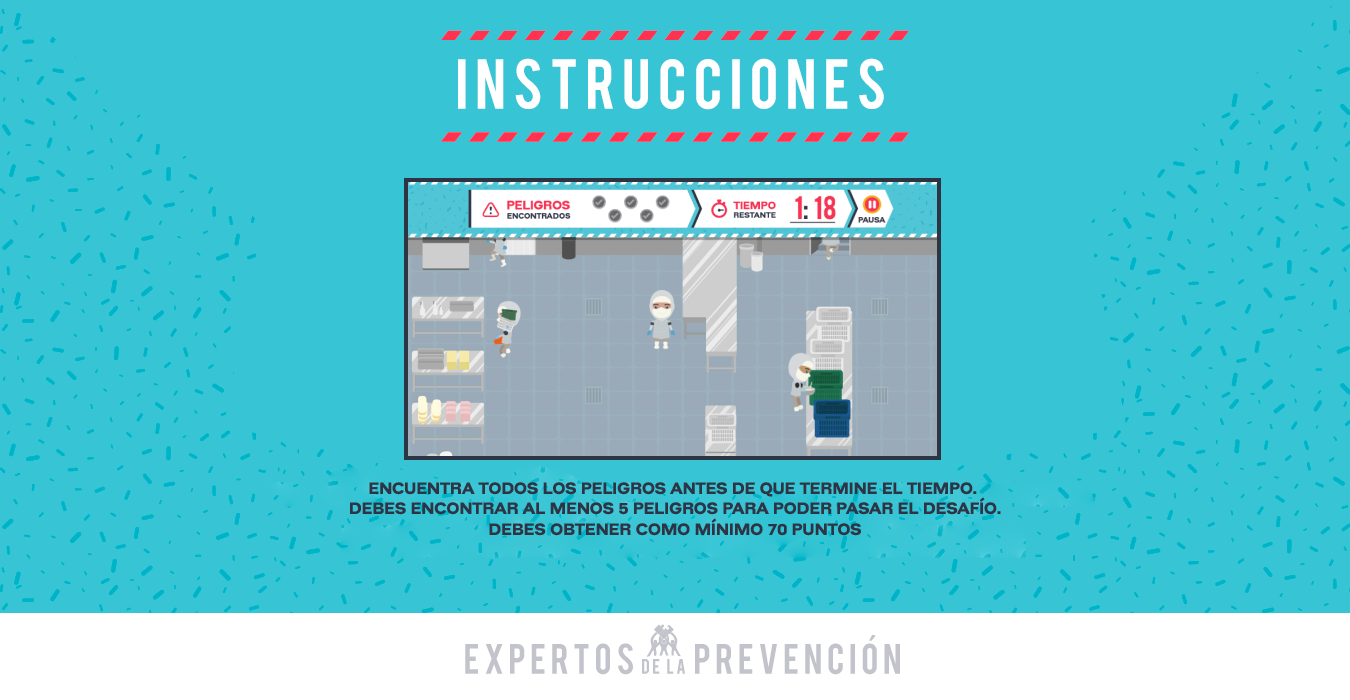 INSTRUCCIONES
PELIGROS
ENCONTRADOS
TIEMPO
RESTANTE
1:18
PAUSA
ENCUENTRA TODOS LOS PELIGROS ANTES DE QUE TERMINE EL TIEMPO.
DEBES ENCONTRAR AL MENOS 5 PELIGROS PARA PODER PASAR EL DESAFÍO.
DEBES OBTENER COMO MÍNIMO 70 PUNTOS
EXPERTOS DE LA PREVENCIÓN